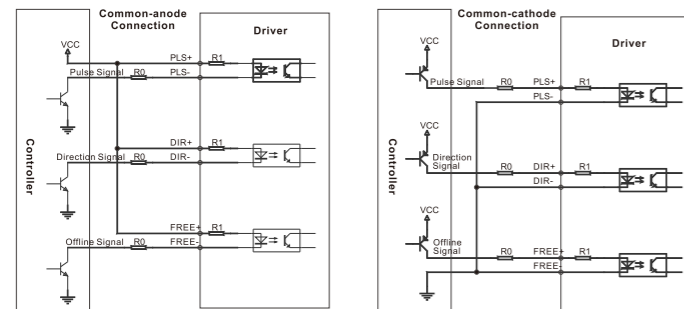 Common-anode
Connection
Driver
VCC
PLS+ R1
Pulse Signal R0 PLS-
DIR+ R1
Direction Signal R0 DIR-
FREE+ R1
Offline Signal R0 FREE-
Controller
Common-cathode
Connection
Driver
VCC
Pulse Signal R0 PLS+ R1
PLS-
VCC
Direction
Signal R0 DIR+ R1
DIR-
VCC
Offline
Signal R0 FREE+ R1
FREE-
Controller